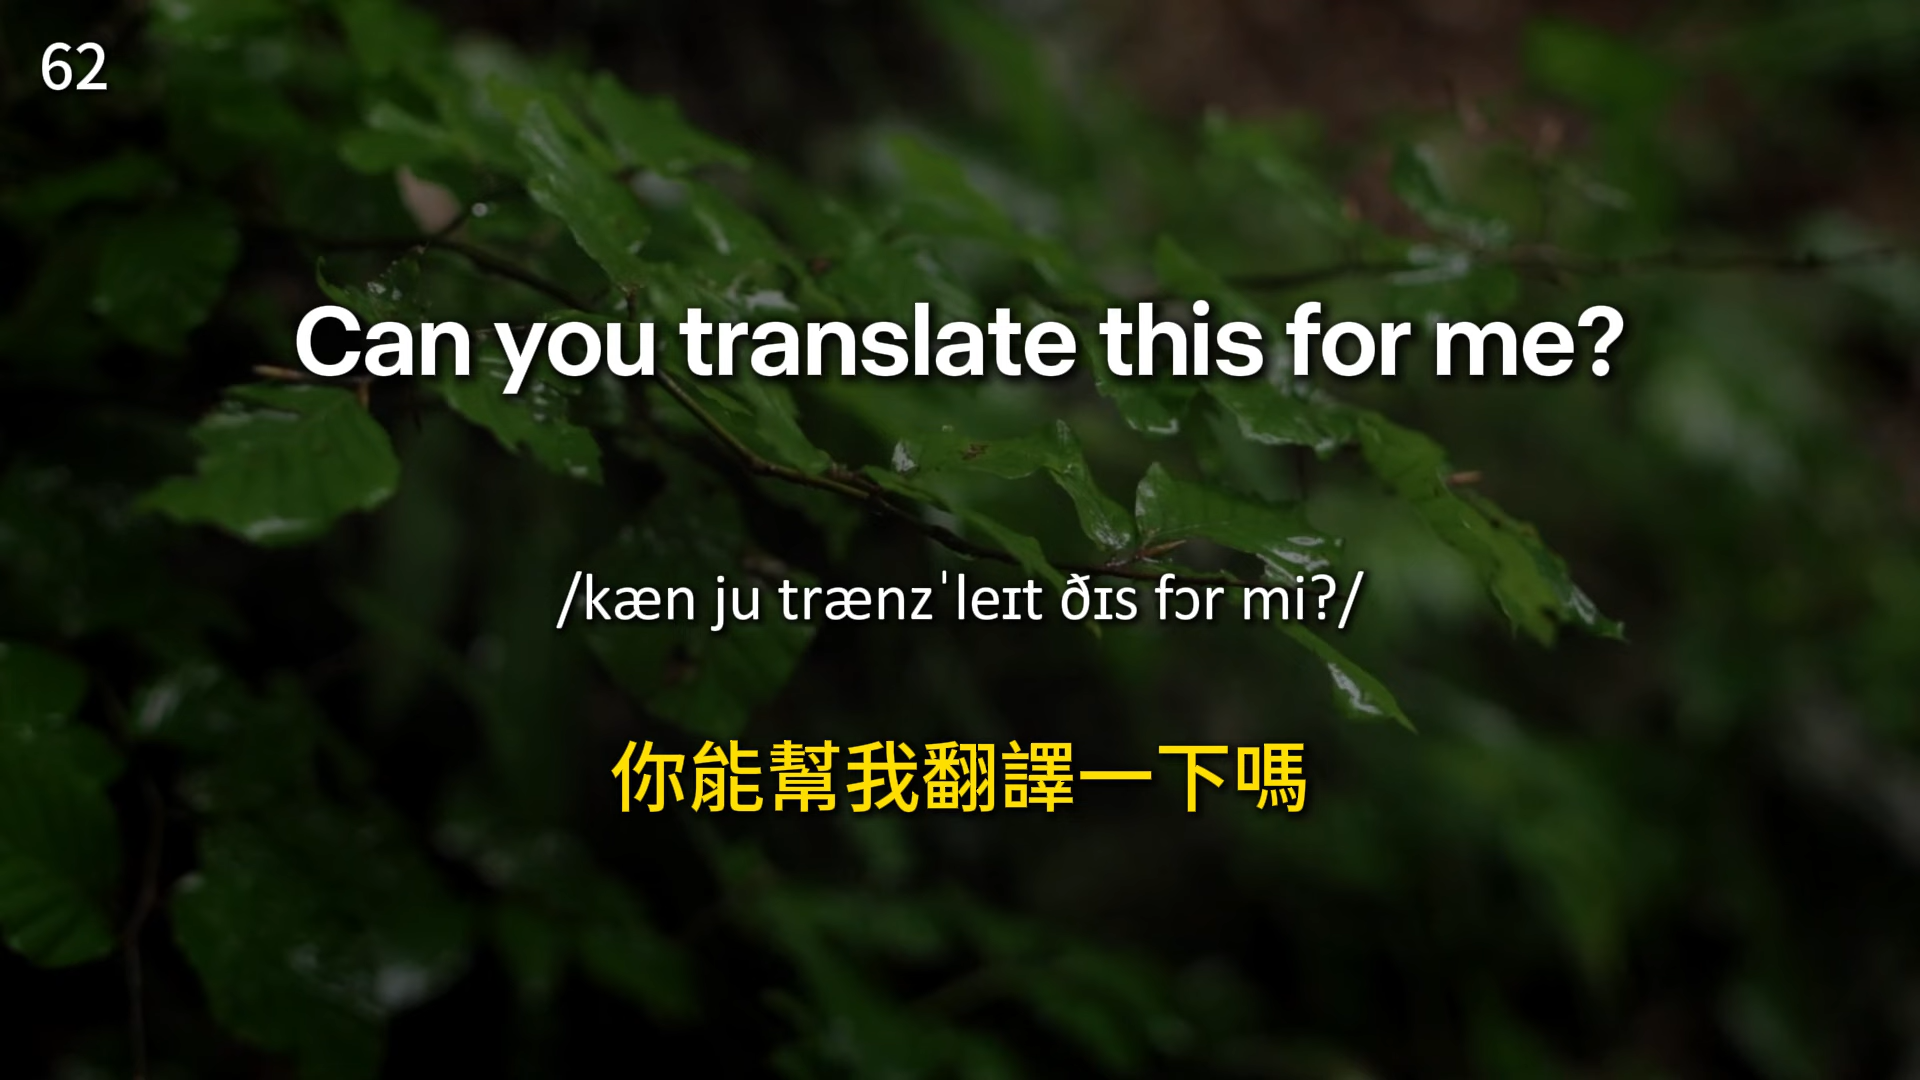 62
Can you translate this for me?
/kæn ju trænzˈleɪt ðɪs fɔr mi?/
你能幫我翻譯一下嗎